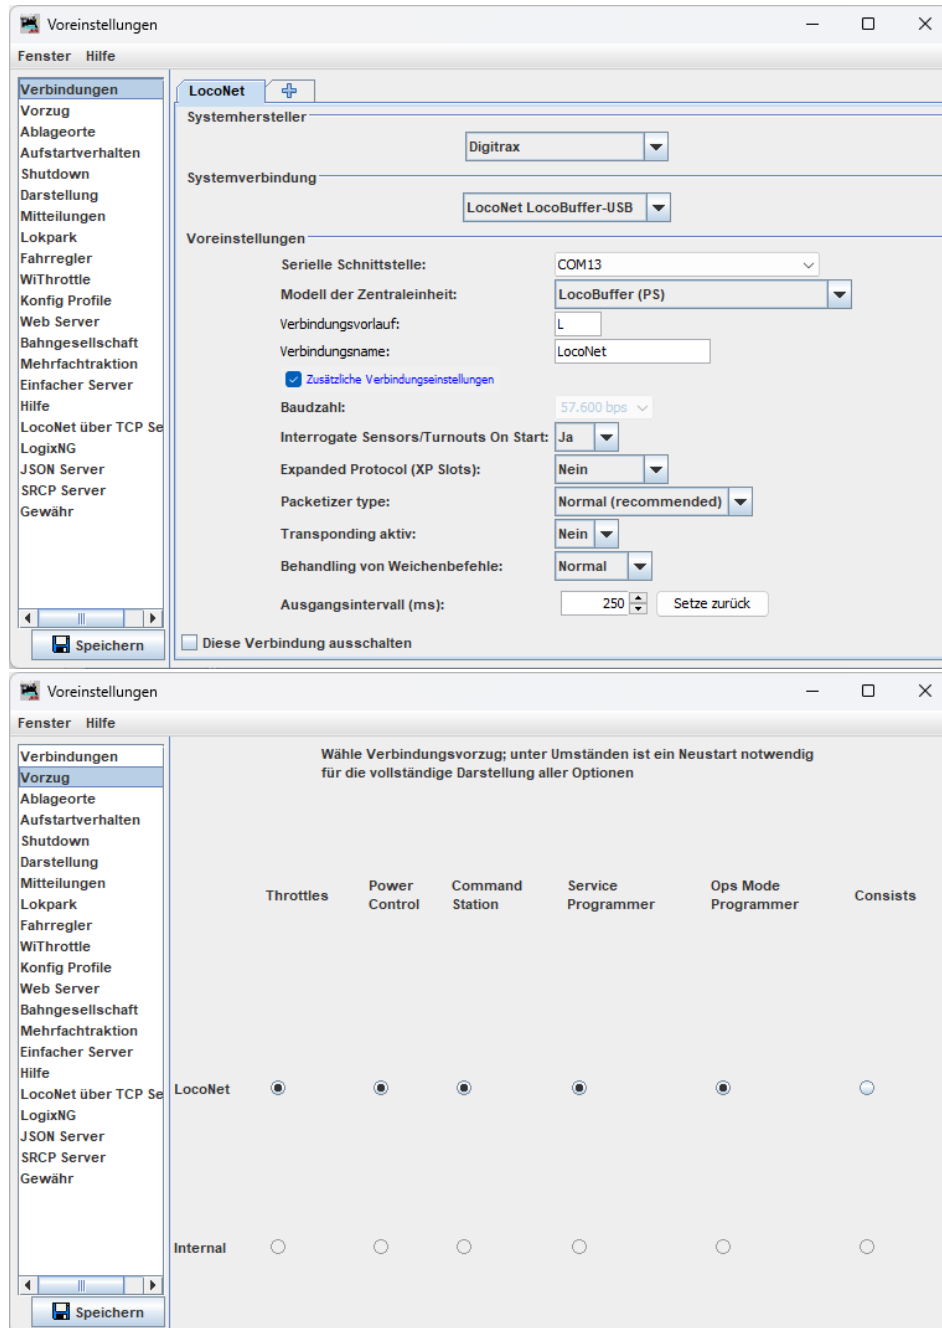 Voreinstellungen
Fenster Hilfe
Verbindungen
Vorzug
Ablageorte
Aufstartverhalten
Shutdown
Darstellung
Mitteilungen
Lokpark
Fahrregler
WiThrottle
Konfig Profile
Web Server
Bahngesellschaft
Mehrfachtraktion
Einfacher Server
Hilfe
LocoNet über TCP Se
LogixNG
JSON Server
SRCP Server
Gewähr
Speichern
LocoNet
Systemhersteller
Digitrax
Systemverbindung
LocoNet LocoBuffer-USB
Voreinstellungen
Serielle Schnittstelle: COM13
Modell der Zentraleinheit: LocoBuffer (PS)
Verbindungsvorlauf: L
Verbindungsname: LocoNet
Zusätzliche Verbindungseinstellungen
Baudzahl: 57.600 bps
Interrogate Sensors/Turnouts On Start: Ja
Expanded Protocol (XP Slots): Nein
Packetizer type: Normal (recommended)
Transponding aktiv: Nein
Behandling von Weichenbefehle: Normal
Ausgangsintervall (ms): 250 Setze zurück
Diese Verbindung ausschalten
Voreinstellungen
Fenster Hilfe
Verbindungen
Vorzug
Ablageorte
Aufstartverhalten
Shutdown
Darstellung
Mitteilungen
Lokpark
Fahrregler
WiThrottle
Konfig Profile
Web Server
Bahngesellschaft
Mehrfachtraktion
Einfacher Server
Hilfe
LocoNet über TCP Se
LogixNG
JSON Server
SRCP Server
Gewähr
Speichern
Wähle Verbindungsvorzug; unter Umständen ist ein Neustart notwendig
für die vollständige Darstellung aller Optionen
Throttles
Power
Control
Command
Station
Service
Programmer
Ops Mode
Programmer
Consists
LocoNet
Internal